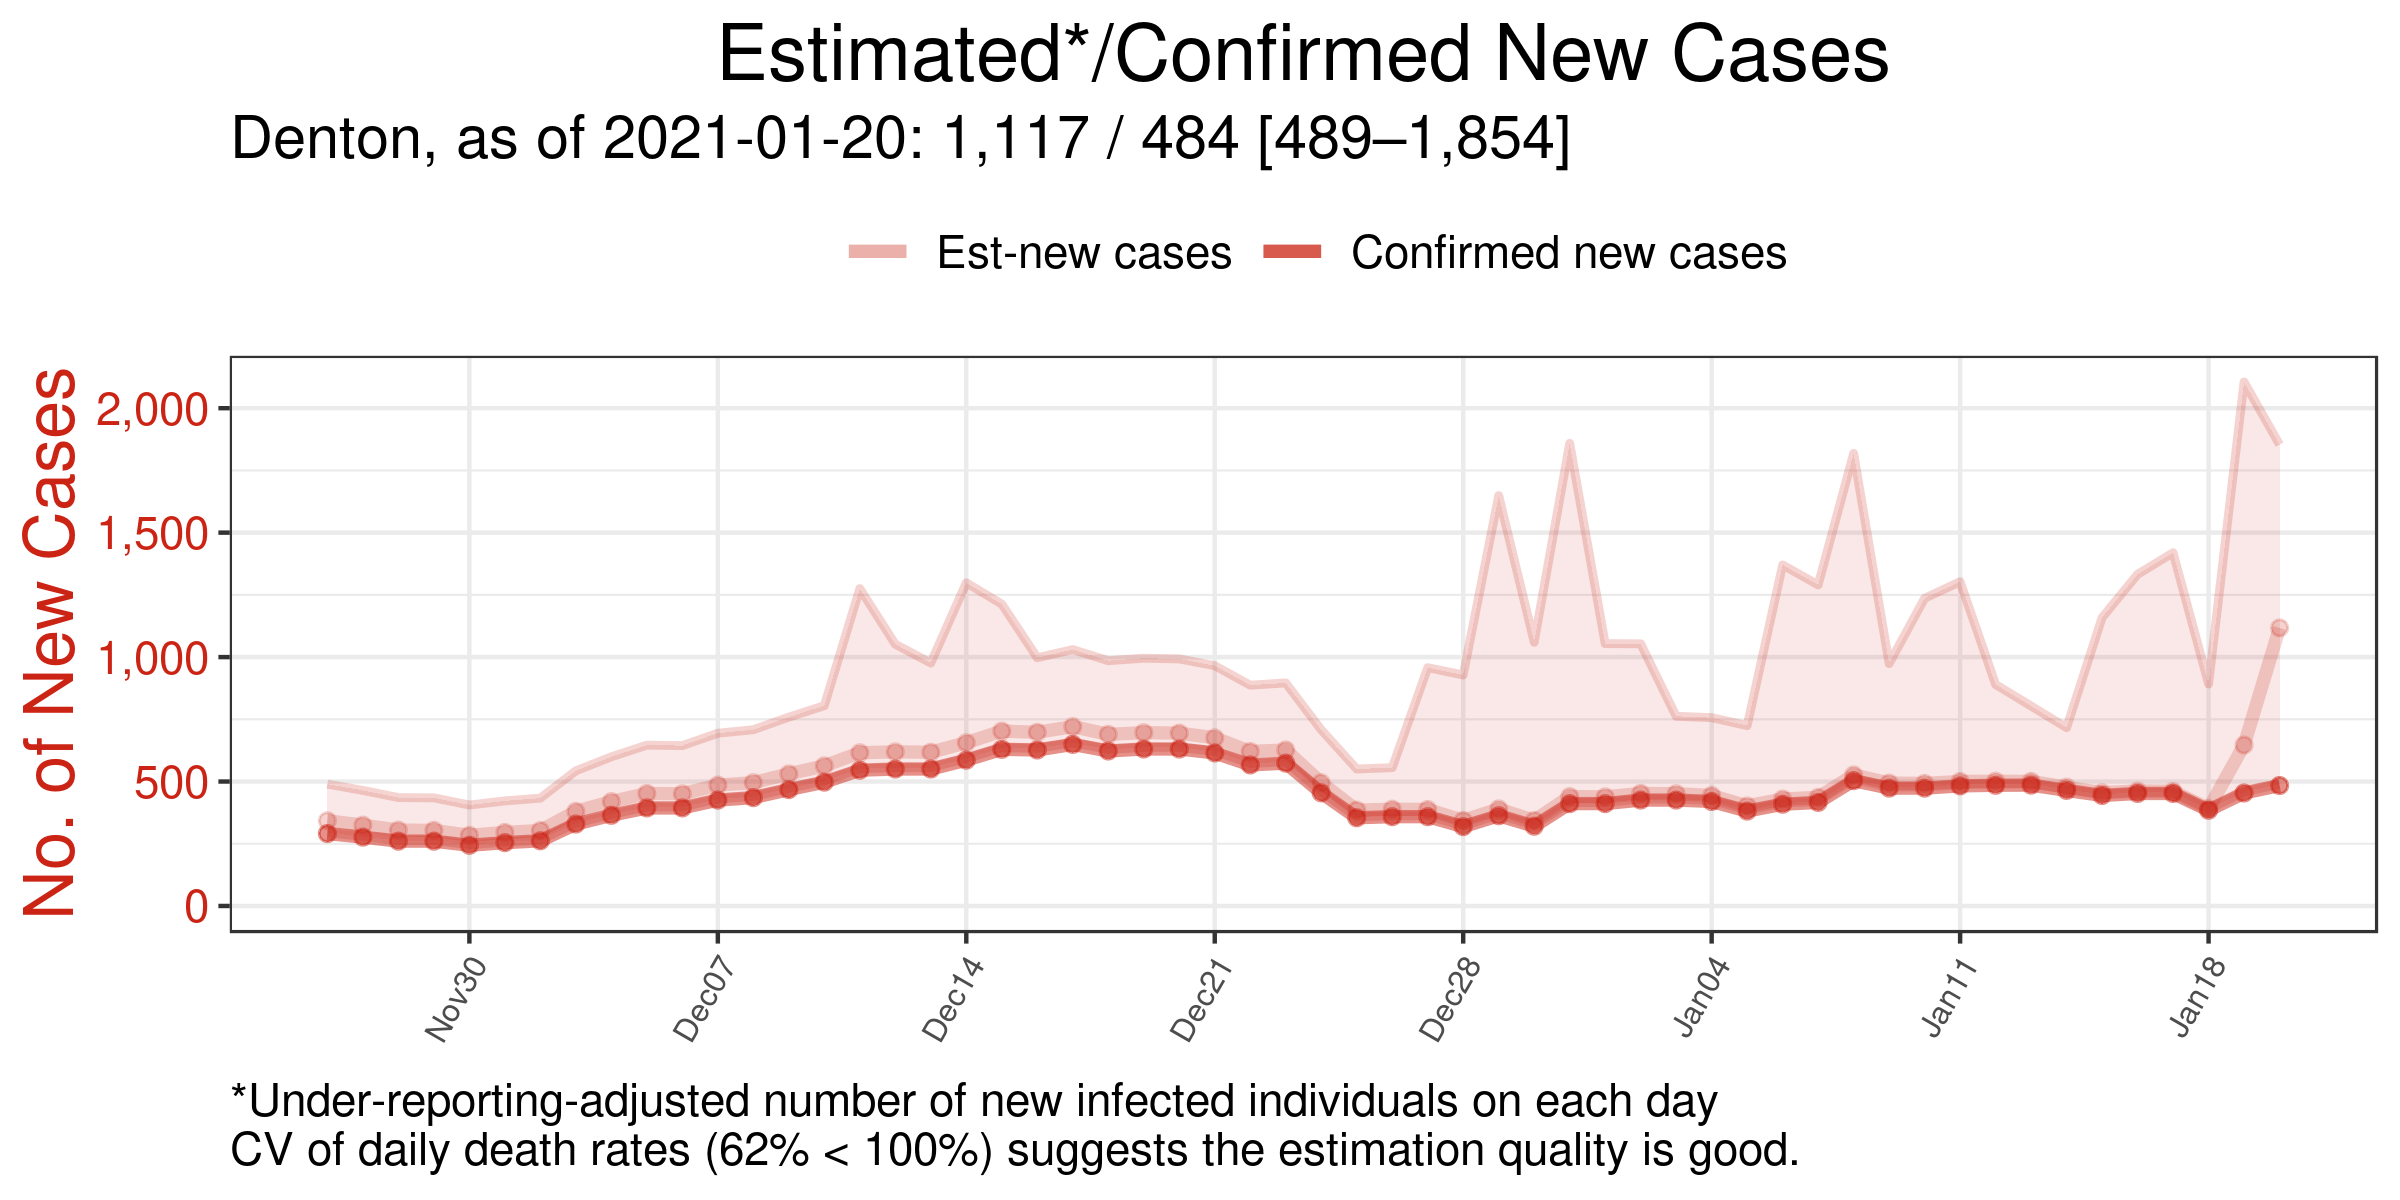 Estimated*/Confirmed New Cases
Denton, as of 2021-01-20: 1,117 / 484 [489–1,854]
Est-new cases Confirmed new cases
No. of New Cases
2,000
1,500
1,000
500
0
Nov30 Dec07 Dec14 Dec21 Dec28 Jan04 Jan11 Jan18
*Under-reporting-adjusted number of new infected individuals on each day
CV of daily death rates (62% < 100%) suggests the estimation quality is good.